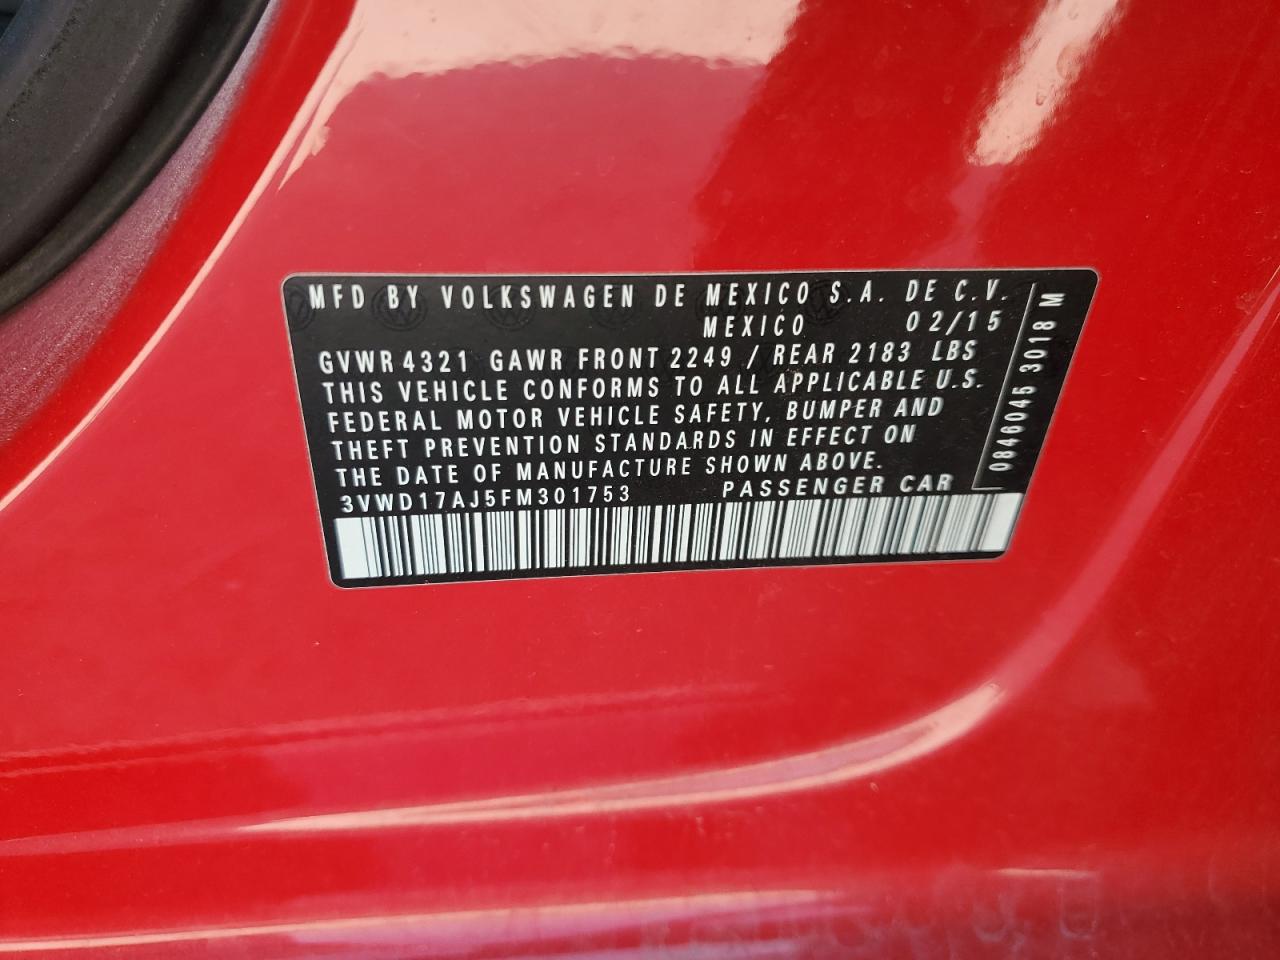 MFD BY VOLKSWAGEN DE MEXICO S.A. DE C.V.
MEXICO 02/15
GVWR 4321 GAWR FRONT 2249 / REAR 2183 LBS
THIS VEHICLE CONFORMS TO ALL APPLICABLE U.S.
FEDERAL MOTOR VEHICLE SAFETY, BUMPER AND
THEFT PREVENTION STANDARDS IN EFFECT ON
THE DATE OF MANUFACTURE SHOWN ABOVE.
3VWD17AJ5FM301753 PASSENGER CAR
0846045 3018 M